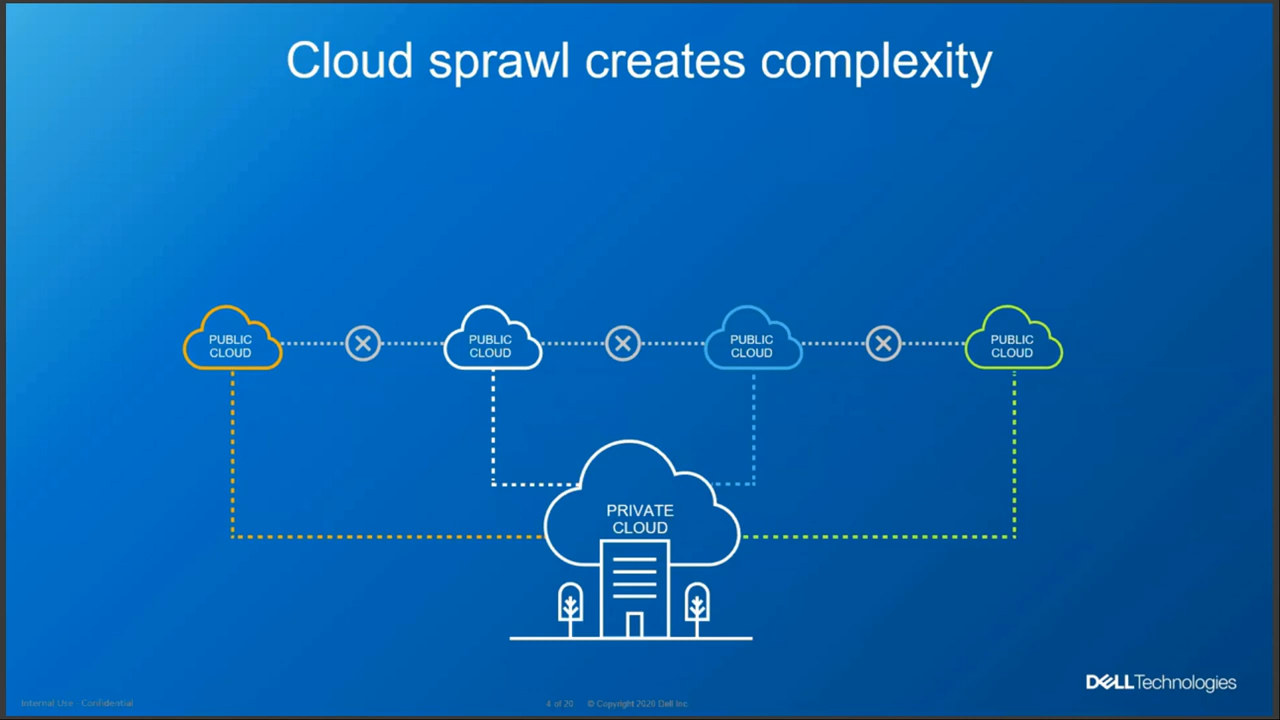 Cloud sprawl creates complexity
PUBLIC
CLOUD
PUBLIC
CLOUD
PUBLIC
CLOUD
PUBLIC
CLOUD
PRIVATE
CLOUD
DELLTechnologies
Internal Use - Confidential
4 of 20
© Copyright 2020 Dell Inc.